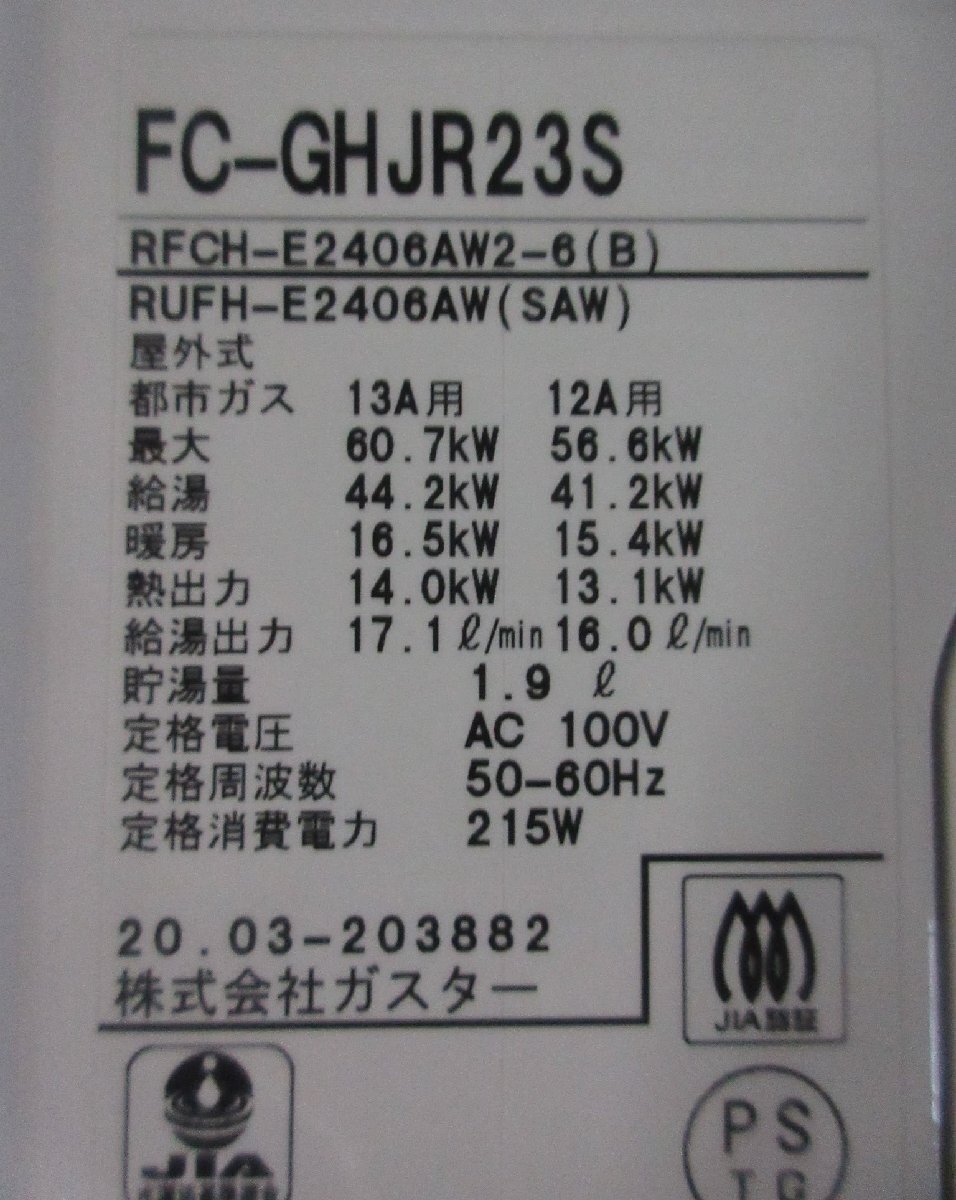 FC-GHJR23S
RFCH-E2406AW2-6(B)
RUFH-E2406AW(SAW)
屋外式
都市ガス 13A用 12A用
最大 60.7kW 56.6kW
給湯 44.2kW 41.2kW
暖房 16.5kW 15.4kW
熱出力 14.0kW 13.1kW
給湯出力 17.1ℓ/min 16.0ℓ/min
貯湯量 1.9 ℓ
定格電圧 AC 100V
定格周波数 50-60Hz
定格消費電力 215W
20.03-203882
株式会社ガスター
JIA認証
JIA
PS
TG